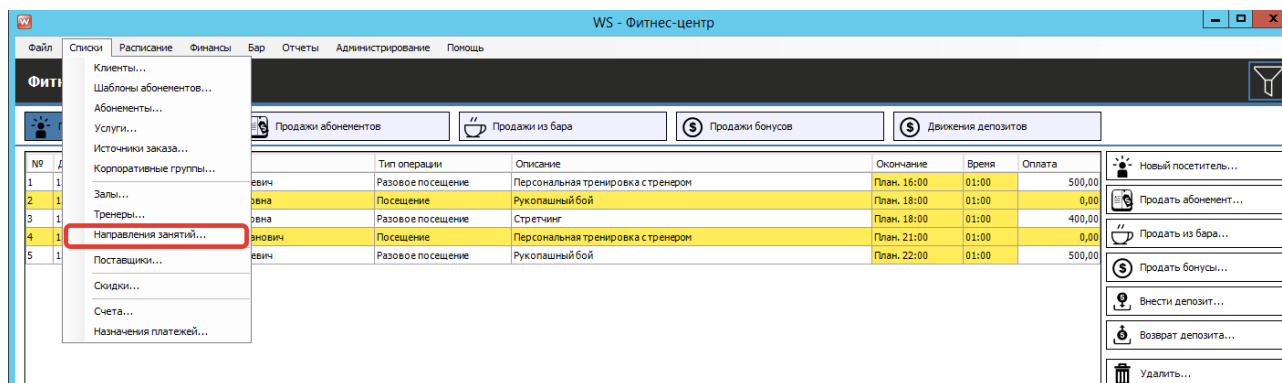 WS - Фитнес-центр
Файл Списки Расписание Финансы Бар Отчеты Администрирование Помощь
Клиенты...
Шаблоны абонементов...
Абонементы...
Услуги...
Источники заказа...
Корпоративные группы...
Залы...
Тренеры...
Направления занятий...
Поставщики...
Скидки...
Счета...
Назначения платежей...
Продажи абонементов Продажи из бара Продажи бонусов Движения депозитов
№ Тип операции Описание Окончание Время Оплата
1 Разовое посещение Персональная тренировка с тренером План. 16:00 01:00 500,00
2 Посещение Рукопашный бой План. 18:00 01:00 0,00
3 Разовое посещение Стретчинг План. 18:00 01:00 400,00
4 Посещение Персональная тренировка с тренером План. 21:00 01:00 0,00
5 Разовое посещение Рукопашный бой План. 22:00 01:00 500,00
Новый посетитель...
Продать абонемент...
Продать из бара...
Продать бонусы...
Внести депозит...
Возврат депозита...
Удалить...